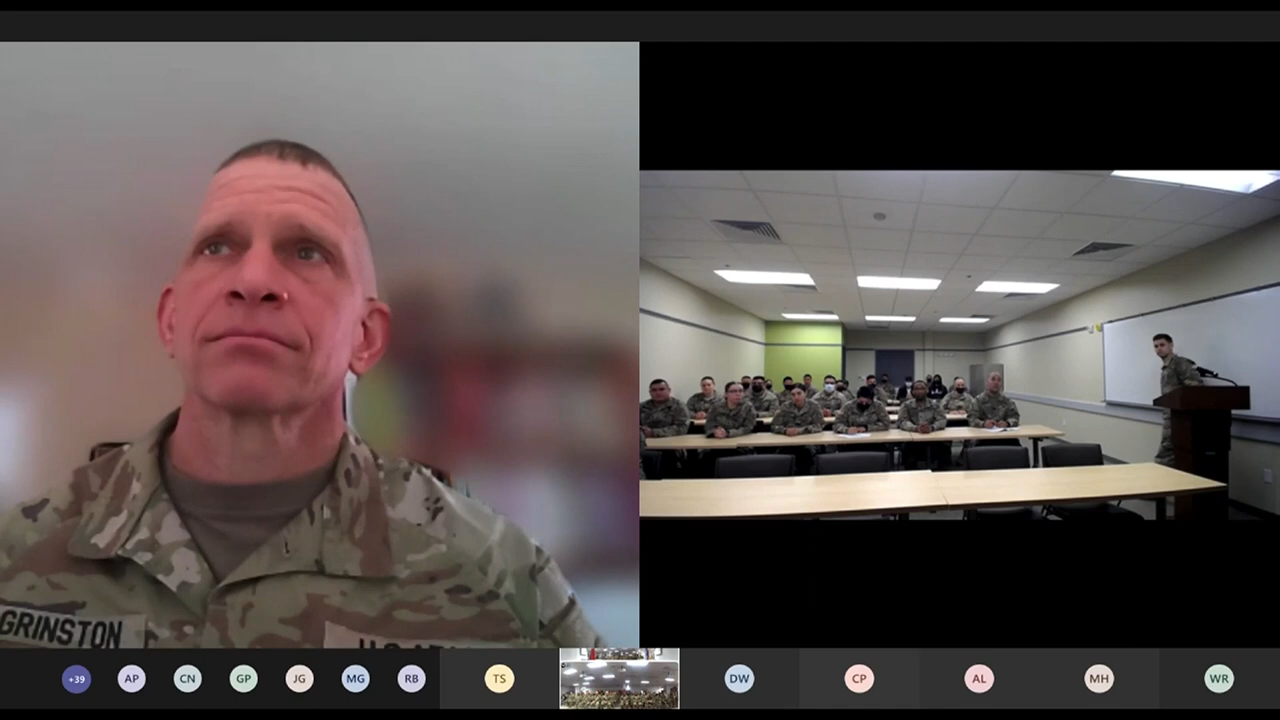 GRINSTON
U.S. A
+39
AP
CN
GP
JG
MG
RB
TS
DW
CP
AL
MH
WR